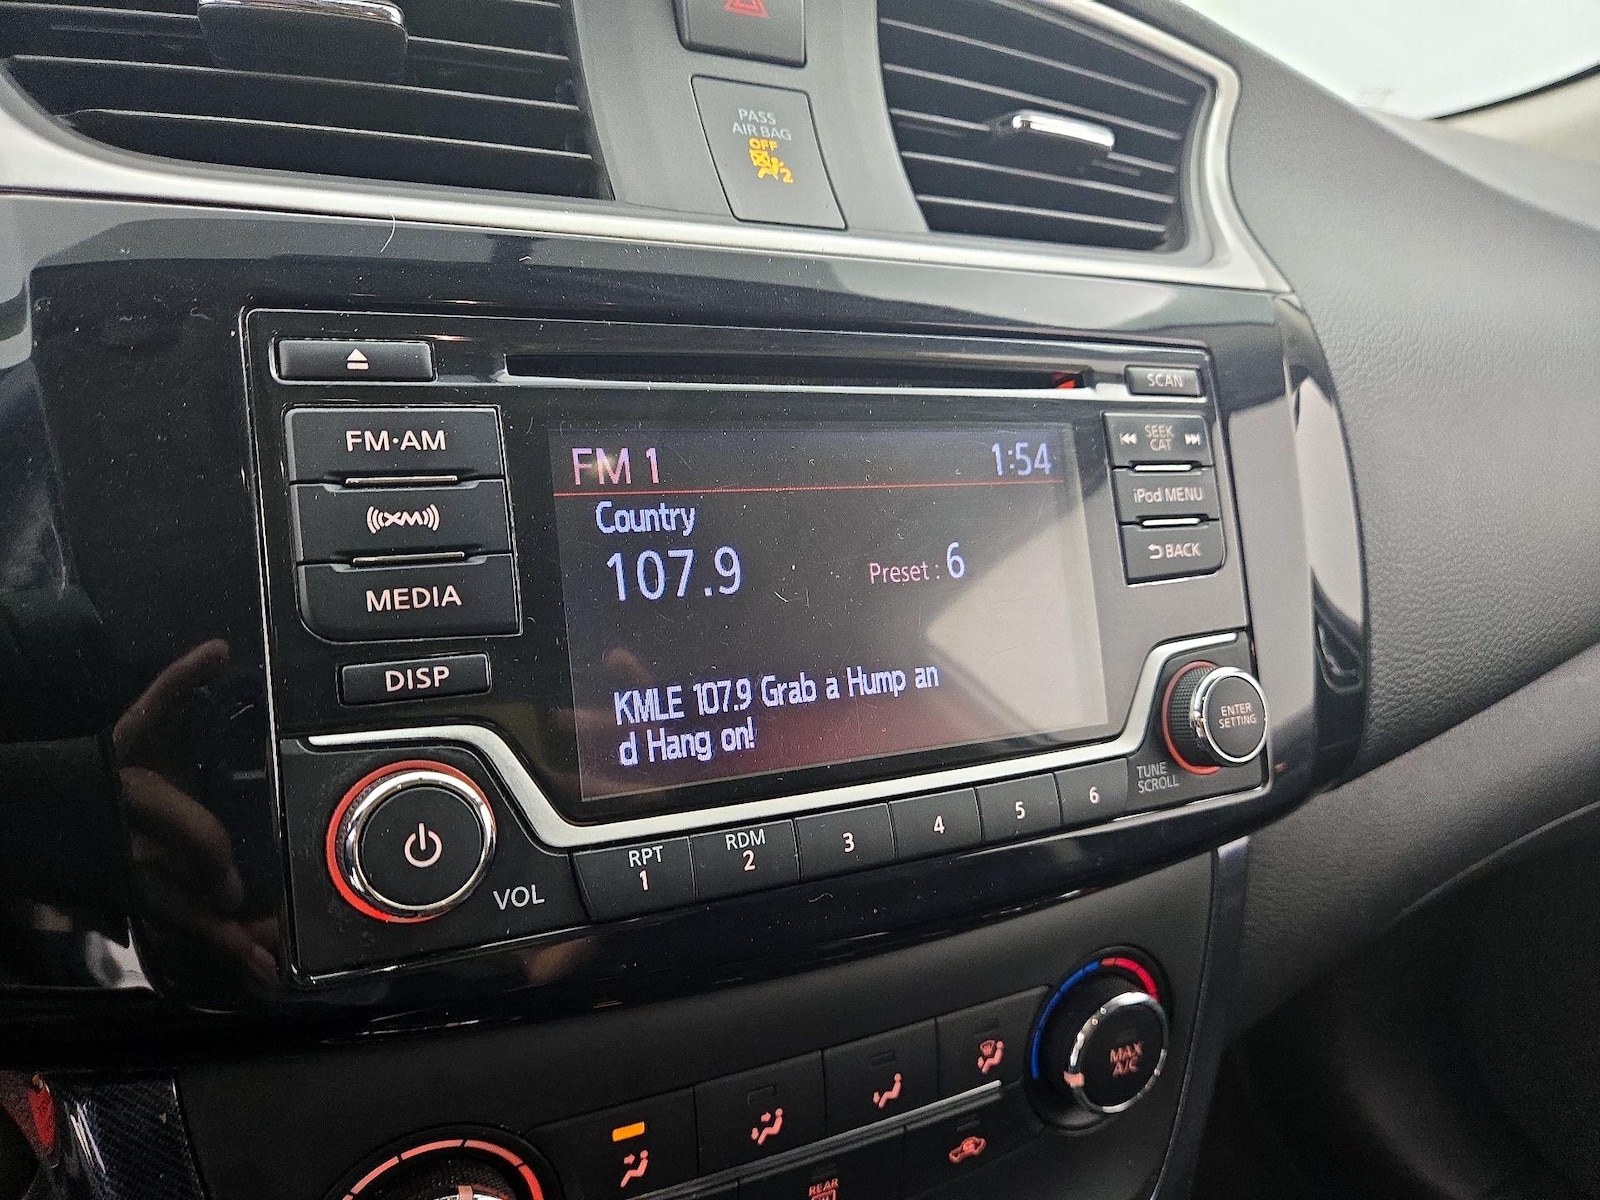 PASS
AIR BAG
OFF
2
SCAN
FM·AM
SEEK
CAT
XM
iPod MENU
MEDIA
BACK
DISP
FM 1 1:54
Country
107.9 Preset : 6
KMLE 107.9 Grab a Hump an
d Hang on!
ENTER
SETTING
TUNE
SCROLL
VOL
RPT
1
RDM
2
3
4
5
6
MAX
A/C
REAR